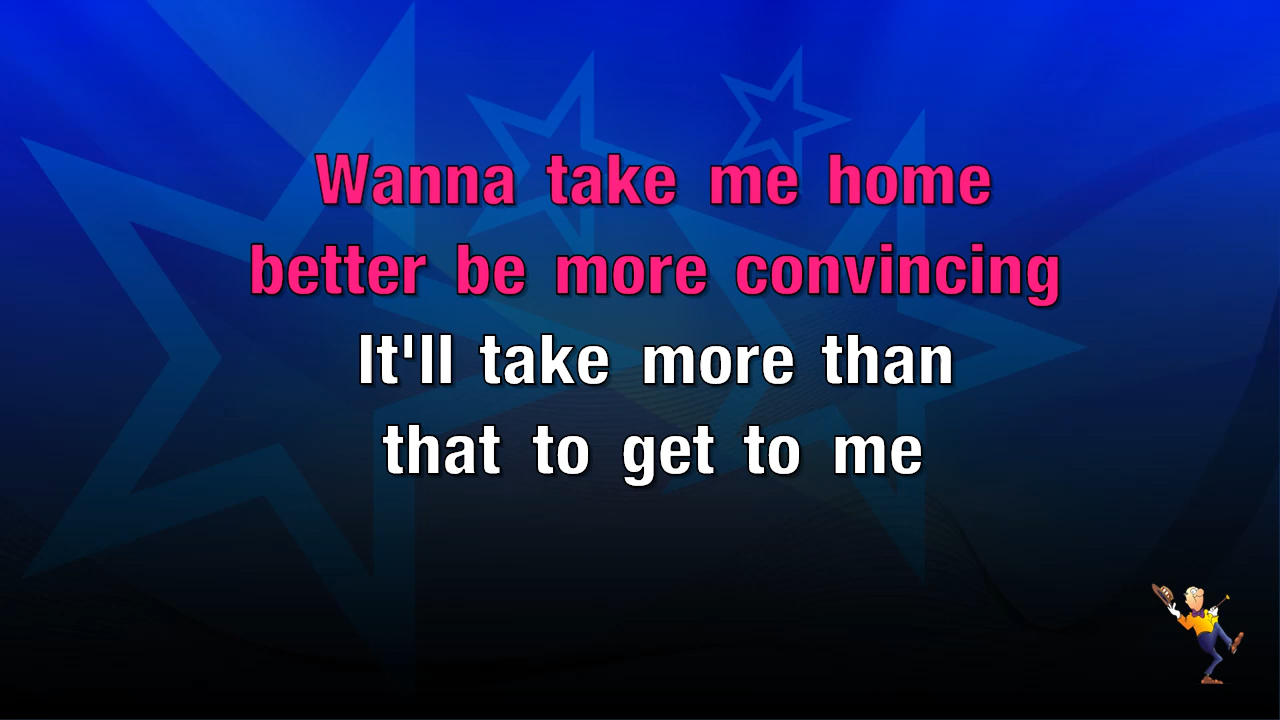 Wanna take me home
better be more convincing
It'll take more than
that to get to me